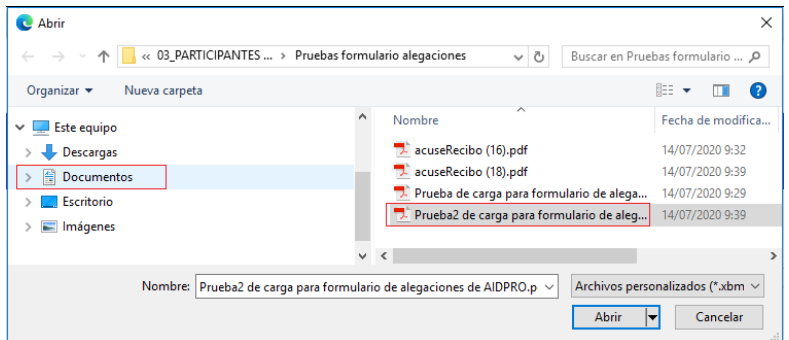 Abrir
« 03_PARTICIPANTES ... > Pruebas formulario alegaciones
Buscar en Pruebas formulario ...
Organizar
Nueva carpeta
Este equipo
Descargas
Documentos
Escritorio
Imágenes
Nombre Fecha de modifica...
acuseRecibo (16).pdf 14/07/2020 9:32
acuseRecibo (18).pdf 14/07/2020 9:39
Prueba de carga para formulario de alega... 14/07/2020 9:29
Prueba2 de carga para formulario de aleg... 14/07/2020 9:39
Nombre: Prueba2 de carga para formulario de alegaciones de AIDPRO.p
Archivos personalizados (*.xbm
Abrir
Cancelar